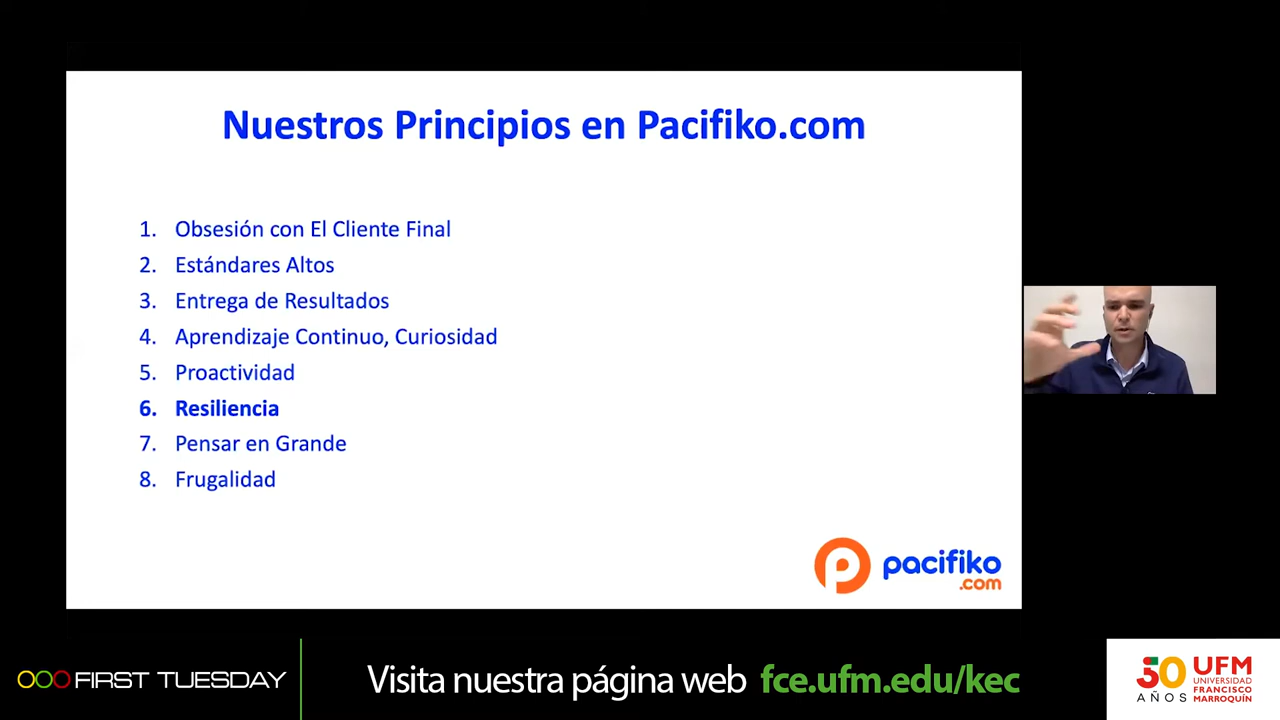 Nuestros Principios en Pacifiko.com
1. Obsesión con El Cliente Final
2. Estándares Altos
3. Entrega de Resultados
4. Aprendizaje Continuo, Curiosidad
5. Proactividad
6. Resiliencia
7. Pensar en Grande
8. Frugalidad
pacifiko
.com
FIRST TUESDAY
Visita nuestra página web fce.ufm.edu/kec
50
AÑOS
UFM
UNIVERSIDAD
FRANCISCO
MARROQUÍN